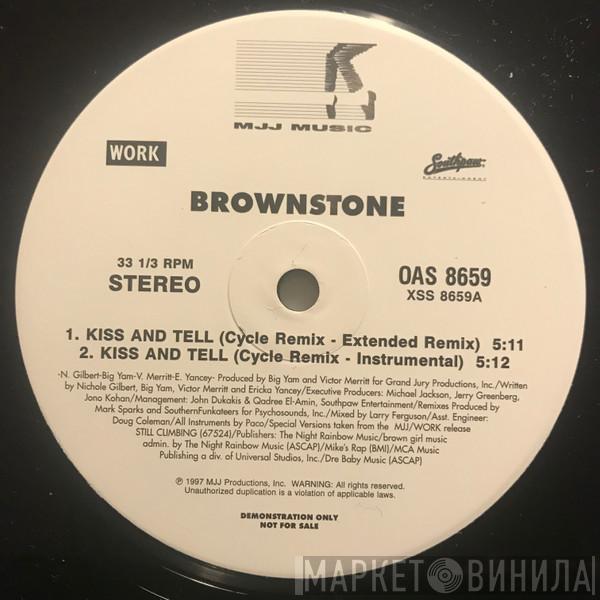 MJJ MUSIC
WORK
Southpaw
ENTERTAINMENT
BROWNSTONE
33 1/3 RPM
STEREO
OAS 8659
XSS 8659A
1. KISS AND TELL (Cycle Remix - Extended Remix) 5:11
2. KISS AND TELL (Cycle Remix - Instrumental) 5:12
-N. Gilbert-Big Yam-V. Merritt-E. Yancey- Produced by Big Yam and Victor Merritt for Grand Jury Productions, Inc./Written
by Nichole Gilbert, Big Yam, Victor Merritt and Ericka Yancey/Executive Producers: Michael Jackson, Jerry Greenberg,
Jono Kohan/Management: John Dukakis & Qadree El-Amin, Southpaw Entertainment/Remixes Produced by
Mark Sparks and SouthernFunkateers for Psychosounds, Inc./Mixed by Larry Ferguson/Asst. Engineer:
Doug Coleman/All Instruments by Paco/Special Versions taken from the MJJ/WORK release
STILL CLIMBING (67524)/Publishers: The Night Rainbow Music/brown girl music
admin. by The Night Rainbow Music (ASCAP)/Mike's Rap (BMI)/MCA Music
Publishing a div. of Universal Studios, Inc./Dre Baby Music (ASCAP)
℗ 1997 MJJ Productions, Inc. WARNING: All rights reserved.
Unauthorized duplication is a violation of applicable laws.
DEMONSTRATION ONLY
NOT FOR SALE
МАРКЕТ ВИНИЛА